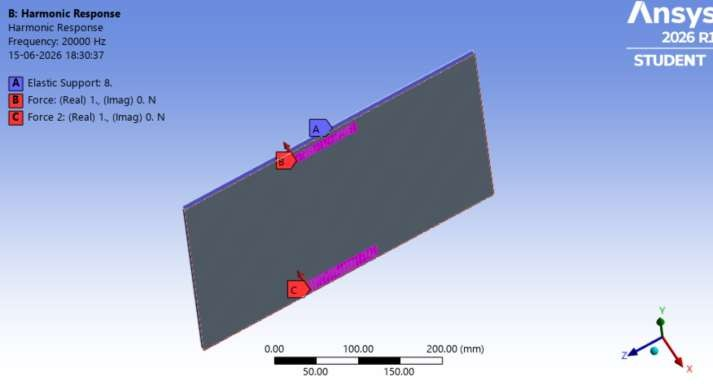 B: Harmonic Response
Harmonic Response
Frequency: 20000 Hz
15-06-2026 18:30:37
A Elastic Support: 8.
B Force: (Real) 1., (Imag) 0. N
C Force 2: (Real) 1., (Imag) 0. N
Ansys
2026 R1
STUDENT
A
B
C
0.00 100.00 200.00 (mm)
50.00 150.00
Y
Z
X